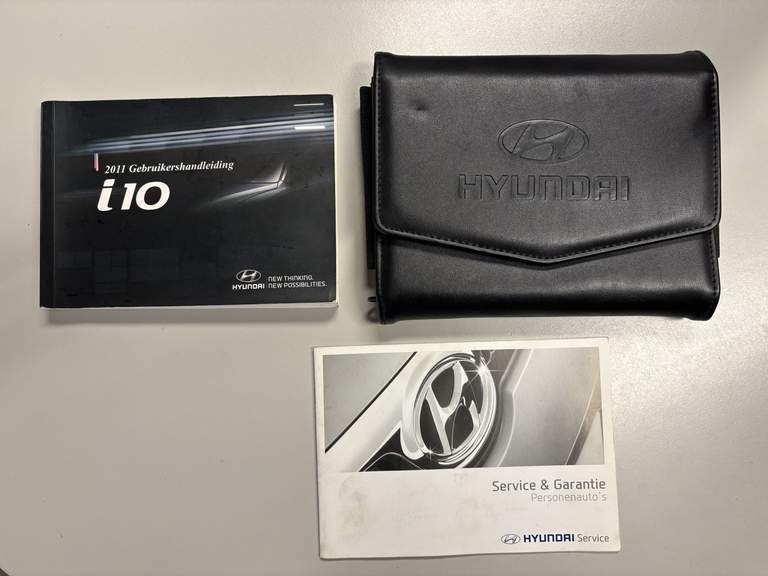 2011 Gebruikershandleiding
i10
HYUNDAI
NEW THINKING.
NEW POSSIBILITIES.
HYUNDAI
Service & Garantie
Personenauto's
HYUNDAI Service